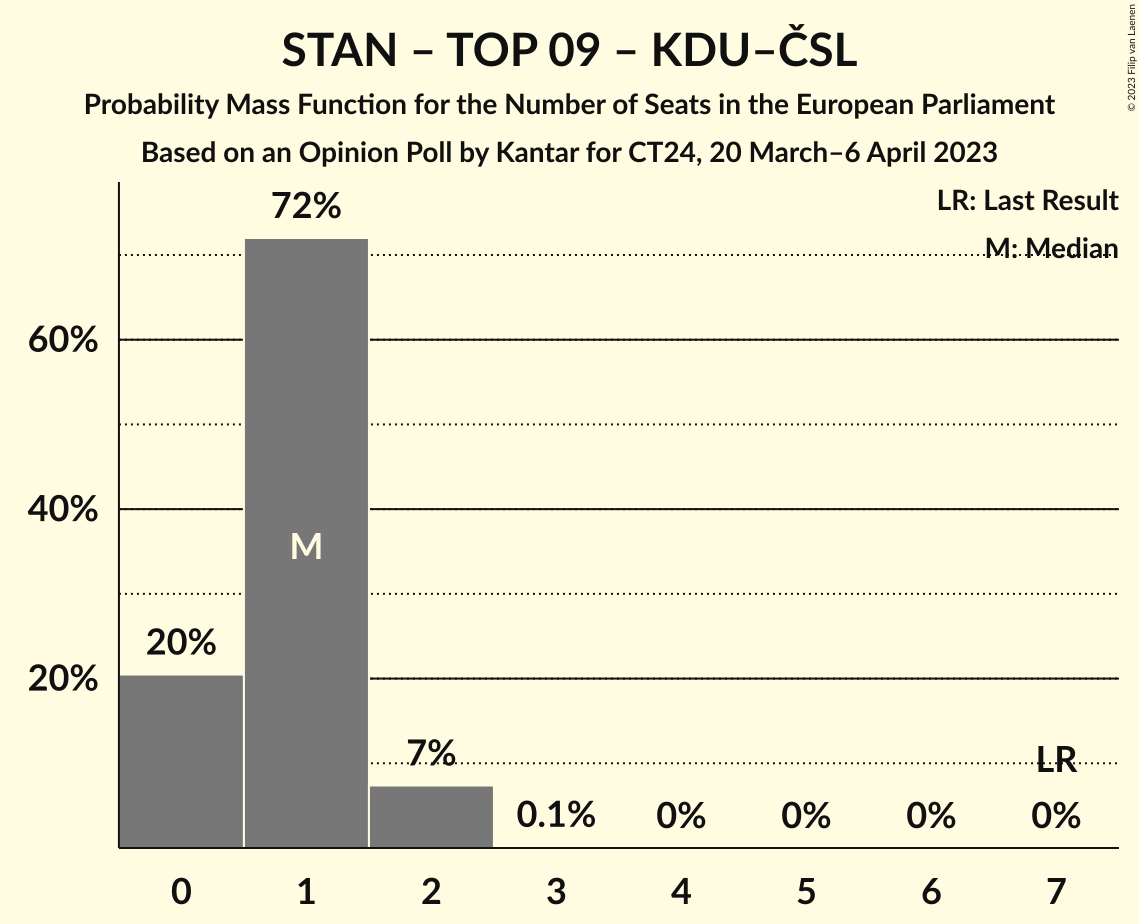 STAN – TOP 09 – KDU–ČSL
Probability Mass Function for the Number of Seats in the European Parliament
Based on an Opinion Poll by Kantar for CT24, 20 March–6 April 2023
© 2023 Filip van Laenen
LR: Last Result
M: Median
72%
60%
40%
M
20%
20%
7%
LR
0.1%
0%
0%
0%
0%
0 1 2 3 4 5 6 7